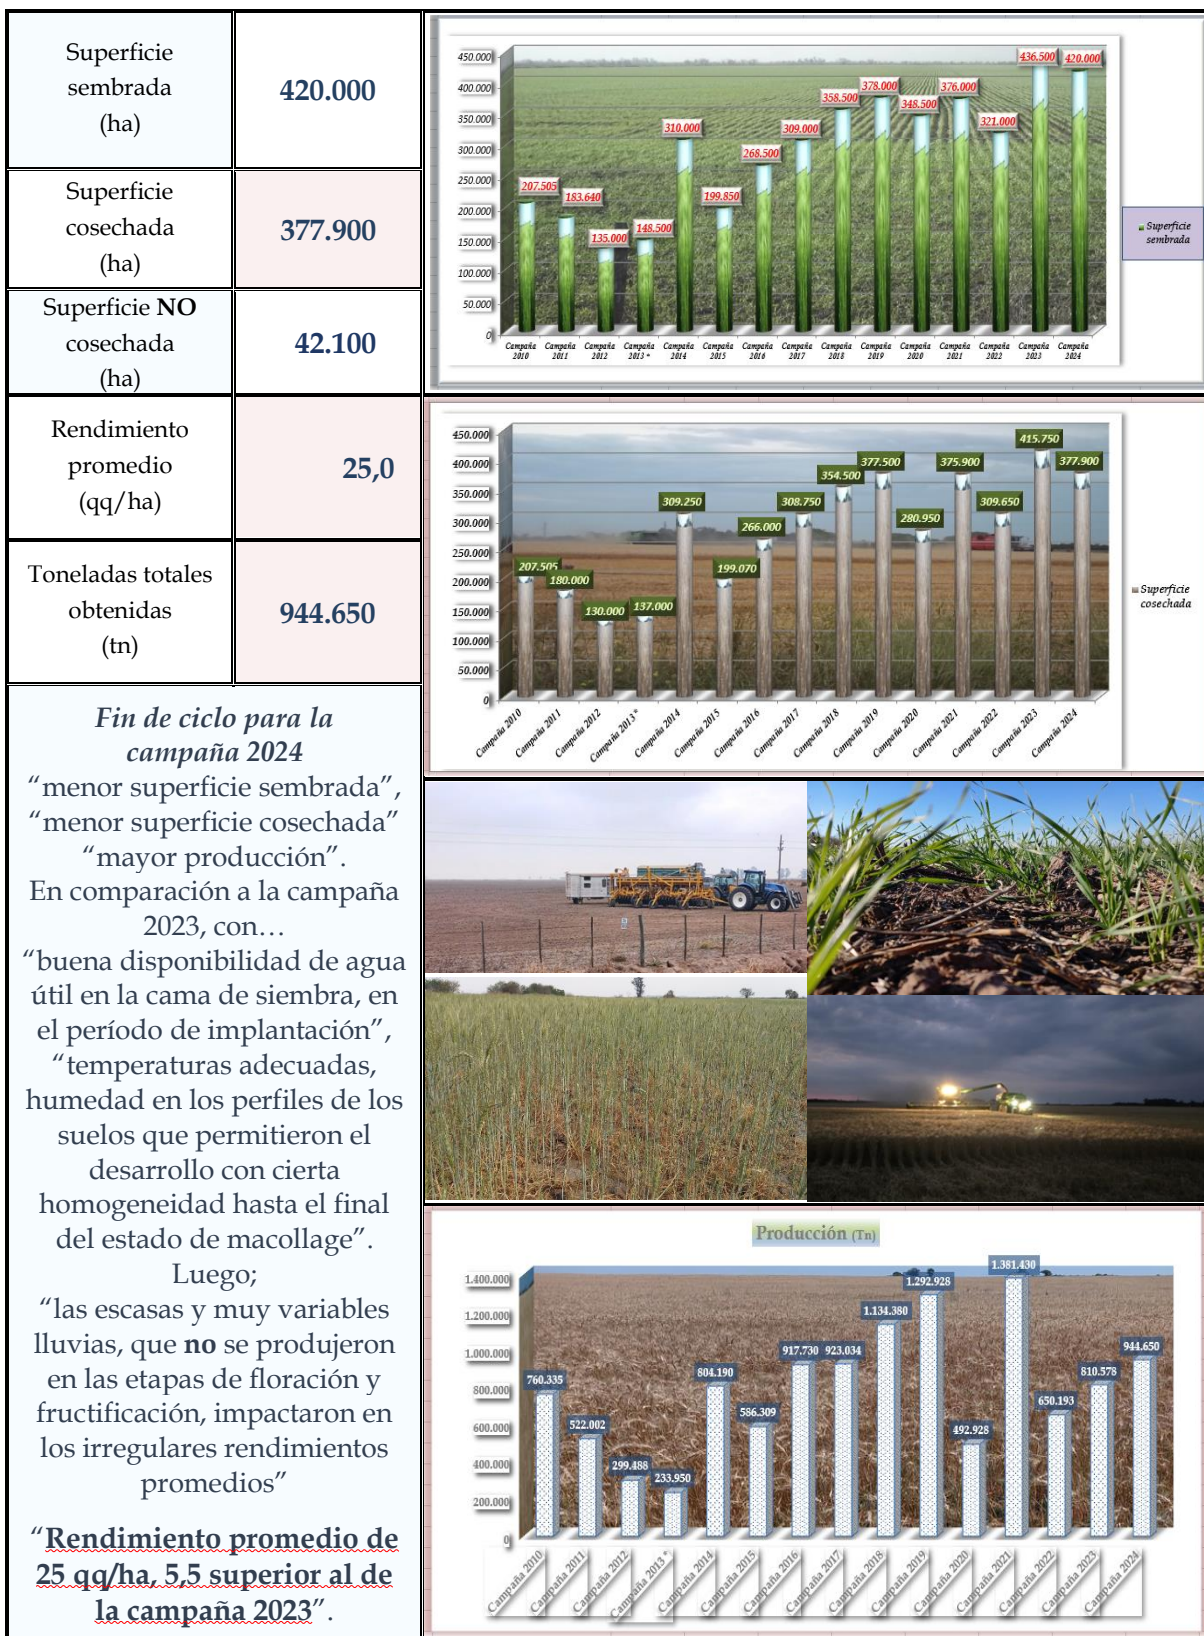 Superficie
sembrada
(ha)
420.000
Superficie
cosechada
(ha)
377.900
Superficie NO
cosechada
(ha)
42.100
Rendimiento
promedio
(qq/ha)
25,0
Toneladas totales
obtenidas
(tn)
944.650
Fin de ciclo para la
campaña 2024
“menor superficie sembrada”,
“menor superficie cosechada”
“mayor producción”.
En comparación a la campaña
2023, con…
“buena disponibilidad de agua
útil en la cama de siembra, en
el período de implantación”,
“temperaturas adecuadas,
humedad en los perfiles de los
suelos que permitieron el
desarrollo con cierta
homogeneidad hasta el final
del estado de macollage”.
Luego;
“las escasas y muy variables
lluvias, que no se produjeron
en las etapas de floración y
fructificación, impactaron en
los irregulares rendimientos
promedios”
“Rendimiento promedio de
25 qq/ha, 5,5 superior al de
la campaña 2023”.
450.000
400.000
350.000
300.000
250.000
200.000
150.000
100.000
50.000
0
207.505
183.640
135.000
148.500
310.000
199.850
268.500
309.000
358.500
378.000
348.500
376.000
321.000
436.500
420.000
Campaña 2010
Campaña 2011
Campaña 2012
Campaña 2013 *
Campaña 2014
Campaña 2015
Campaña 2016
Campaña 2017
Campaña 2018
Campaña 2019
Campaña 2020
Campaña 2021
Campaña 2022
Campaña 2023
Campaña 2024
Superficie
sembrada
450.000
400.000
350.000
300.000
250.000
200.000
150.000
100.000
50.000
0
207.505
180.000
130.000
137.000
309.250
199.070
266.000
308.750
354.500
377.500
280.950
375.900
309.650
415.750
377.900
Campaña 2010
Campaña 2011
Campaña 2012
Campaña 2013*
Campaña 2014
Campaña 2015
Campaña 2016
Campaña 2017
Campaña 2018
Campaña 2019
Campaña 2020
Campaña 2021
Campaña 2022
Campaña 2023
Campaña 2024
Superficie
cosechada
Producción (Tn)
1.400.000
1.200.000
1.000.000
800.000
600.000
400.000
200.000
0
760.335
522.002
299.488
233.950
804.190
586.309
917.730
923.034
1.134.380
1.292.928
492.928
1.381.430
650.193
810.578
944.650
Campaña 2010
Campaña 2011
Campaña 2012
Campaña 2013 *
Campaña 2014
Campaña 2015
Campaña 2016
Campaña 2017
Campaña 2018
Campaña 2019
Campaña 2020
Campaña 2021
Campaña 2022
Campaña 2023
Campaña 2024